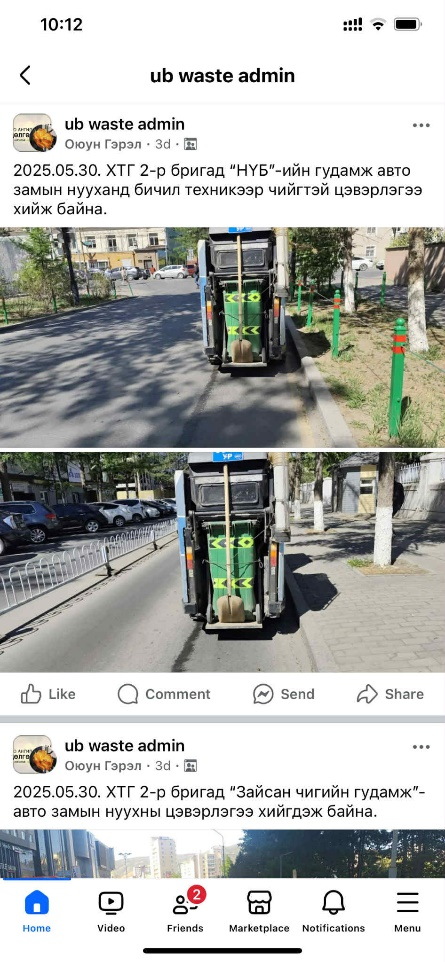 10:12
ub waste admin
ub waste admin
Оюун Гэрэл · 3d ·
2025.05.30. ХТГ 2-р бригад “НҮБ”-ийн гудамж авто
замын нууханд бичил техникээр чийгтэй цэвэрлэгээ
хийж байна.
Like
Comment
Send
Share
ub waste admin
Оюун Гэрэл · 3d ·
2025.05.30. ХТГ 2-р бригад “Зайсан чигийн гудамж”-
авто замын нуухны цэвэрлэгээ хийгдэж байна.
2
Home
Video
Friends
Marketplace
Notifications
Menu